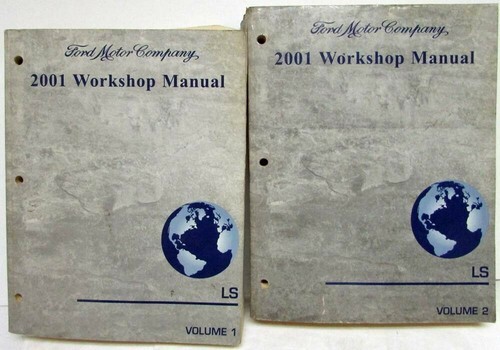 Ford Motor Company
2001 Workshop Manual
LS
VOLUME 1
Ford Motor Company
2001 Workshop Manual
LS
VOLUME 2